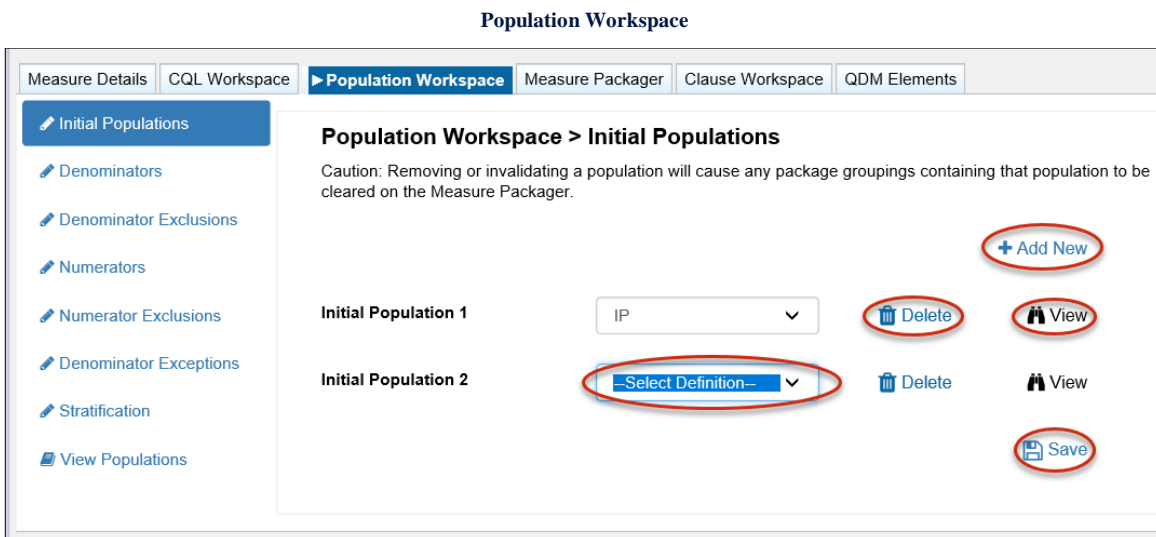 Population Workspace
Measure Details CQL Workspace ▶Population Workspace Measure Packager Clause Workspace QDM Elements
Initial Populations
Denominators
Denominator Exclusions
Numerators
Numerator Exclusions
Denominator Exceptions
Stratification
View Populations
Population Workspace > Initial Populations
Caution: Removing or invalidating a population will cause any package groupings containing that population to be
cleared on the Measure Packager.
+ Add New
Initial Population 1 IP Delete View
Initial Population 2 --Select Definition-- Delete View
Save